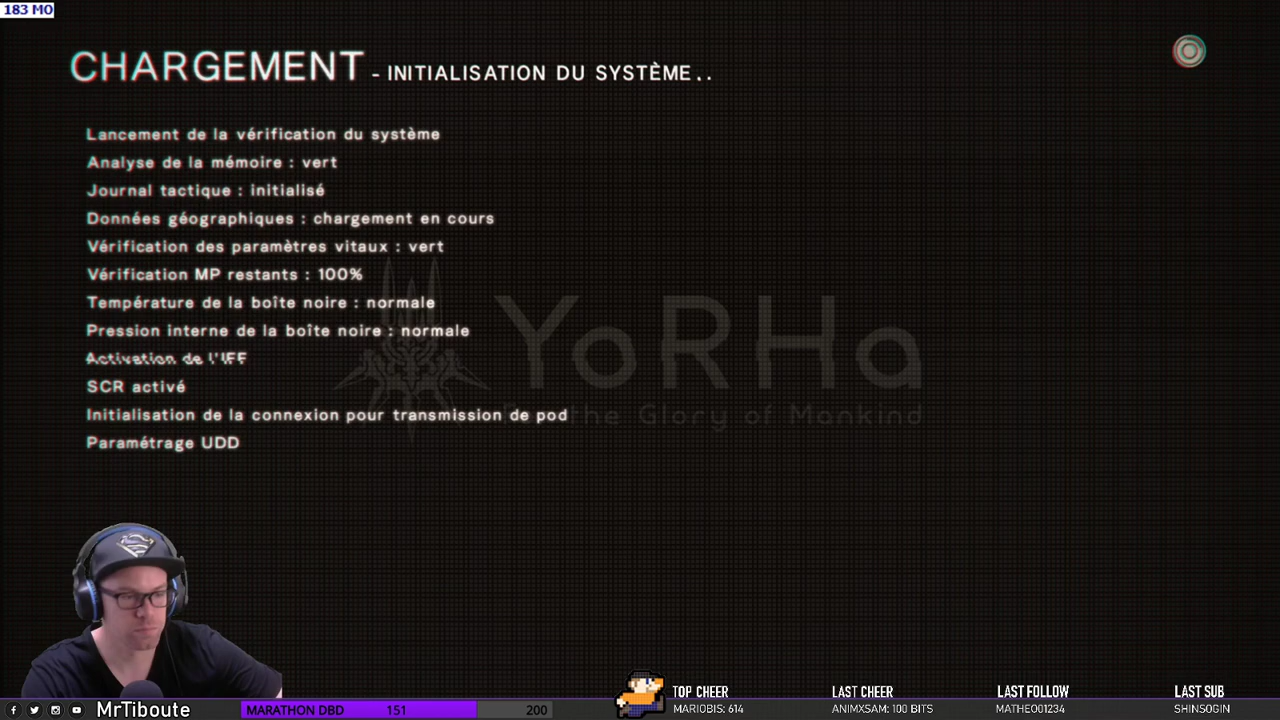 183 MO
CHARGEMENT - INITIALISATION DU SYSTÈME..
Lancement de la vérification du système
Analyse de la mémoire : vert
Journal tactique : initialisé
Données géographiques : chargement en cours
Vérification des paramètres vitaux : vert
Vérification MP restants : 100%
Température de la boîte noire : normale
Pression interne de la boîte noire : normale
Activation de l'IFF
SCR activé
Initialisation de la connexion pour transmission de pod
Paramétrage UDD
YoRHa
the Glory of Mankind
MrTiboute
MARATHON DBD 151 200
TOP CHEER
MARIOBIS: 614
LAST CHEER
ANIMXSAM: 100 BITS
LAST FOLLOW
MATHEO01234
LAST SUB
SHINSOGIN